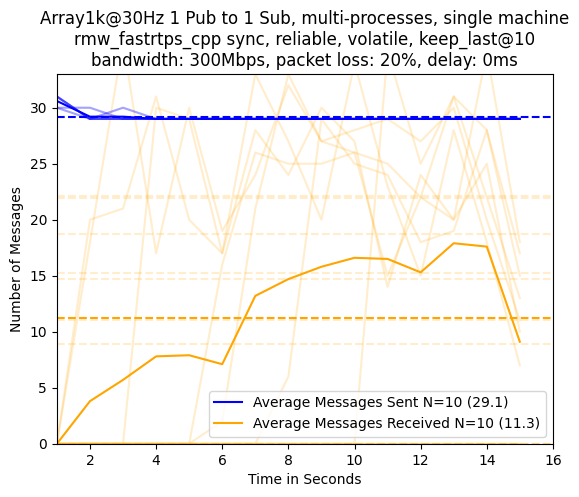 Array1k@30Hz 1 Pub to 1 Sub, multi-processes, single machine
rmw_fastrtps_cpp sync, reliable, volatile, keep_last@10
bandwidth: 300Mbps, packet loss: 20%, delay: 0ms
Number of Messages
30
25
20
15
10
5
0
Average Messages Sent N=10 (29.1)
Average Messages Received N=10 (11.3)
2 4 6 8 10 12 14 16
Time in Seconds